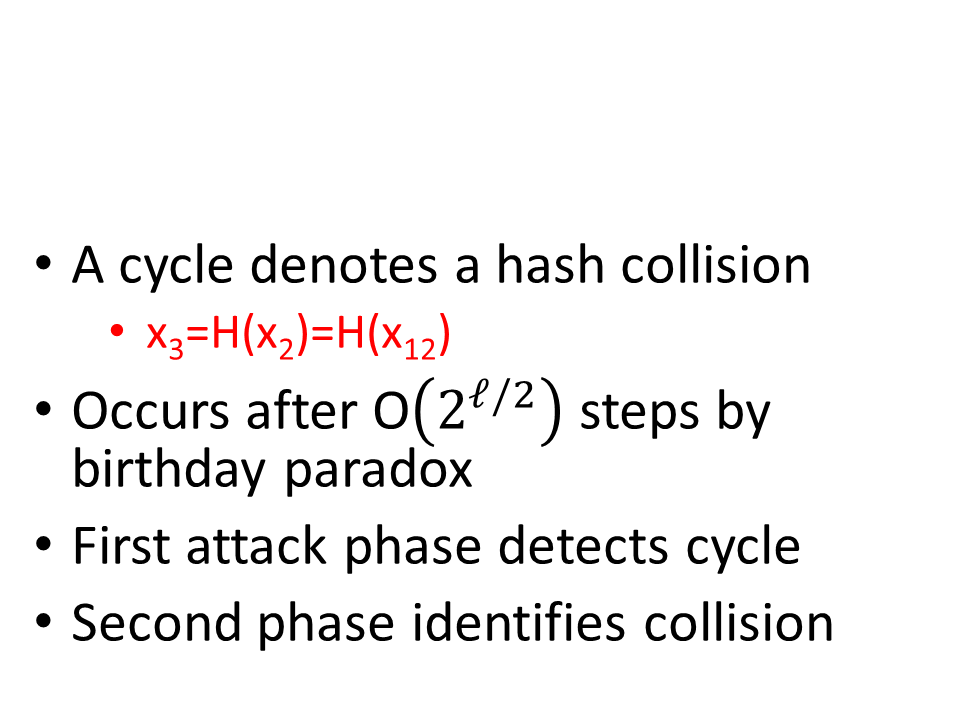 • A cycle denotes a hash collision
• x₃=H(x₂)=H(x₁₂)
• Occurs after O(2^{ℓ/2}) steps by
birthday paradox
• First attack phase detects cycle
• Second phase identifies collision